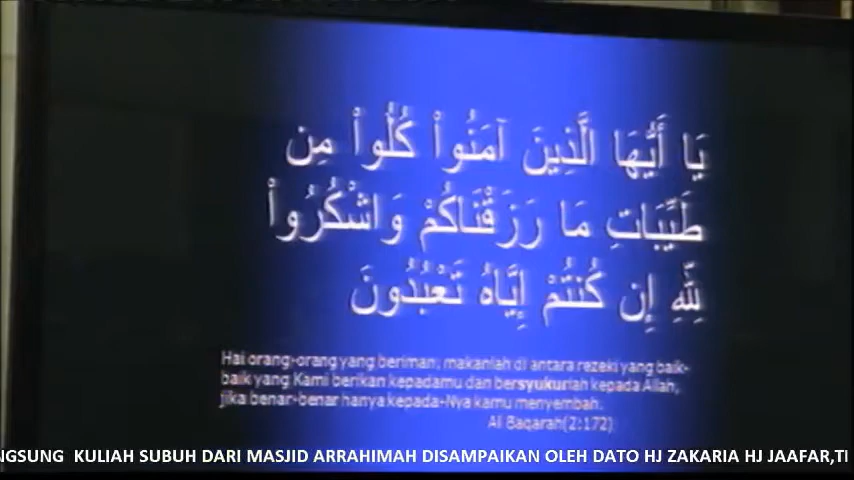 يَا أَيُّهَا الَّذِينَ آمَنُواْ كُلُواْ مِن
طَيِّبَاتِ مَا رَزَقْنَاكُمْ وَاشْكُرُواْ
لِلّهِ إِن كُنتُمْ إِيَّاهُ تَعْبُدُونَ
Hai orang-orang yang beriman, makanlah di antara rezeki yang baik-
baik yang Kami berikan kepadamu dan bersyukurlah kepada Allah,
jika benar-benar hanya kepada-Nya kamu menyembah.
Al Baqarah(2:172)
NGSUNG KULIAH SUBUH DARI MASJID ARRAHIMAH DISAMPAIKAN OLEH DATO HJ ZAKARIA HJ JAAFAR,TI